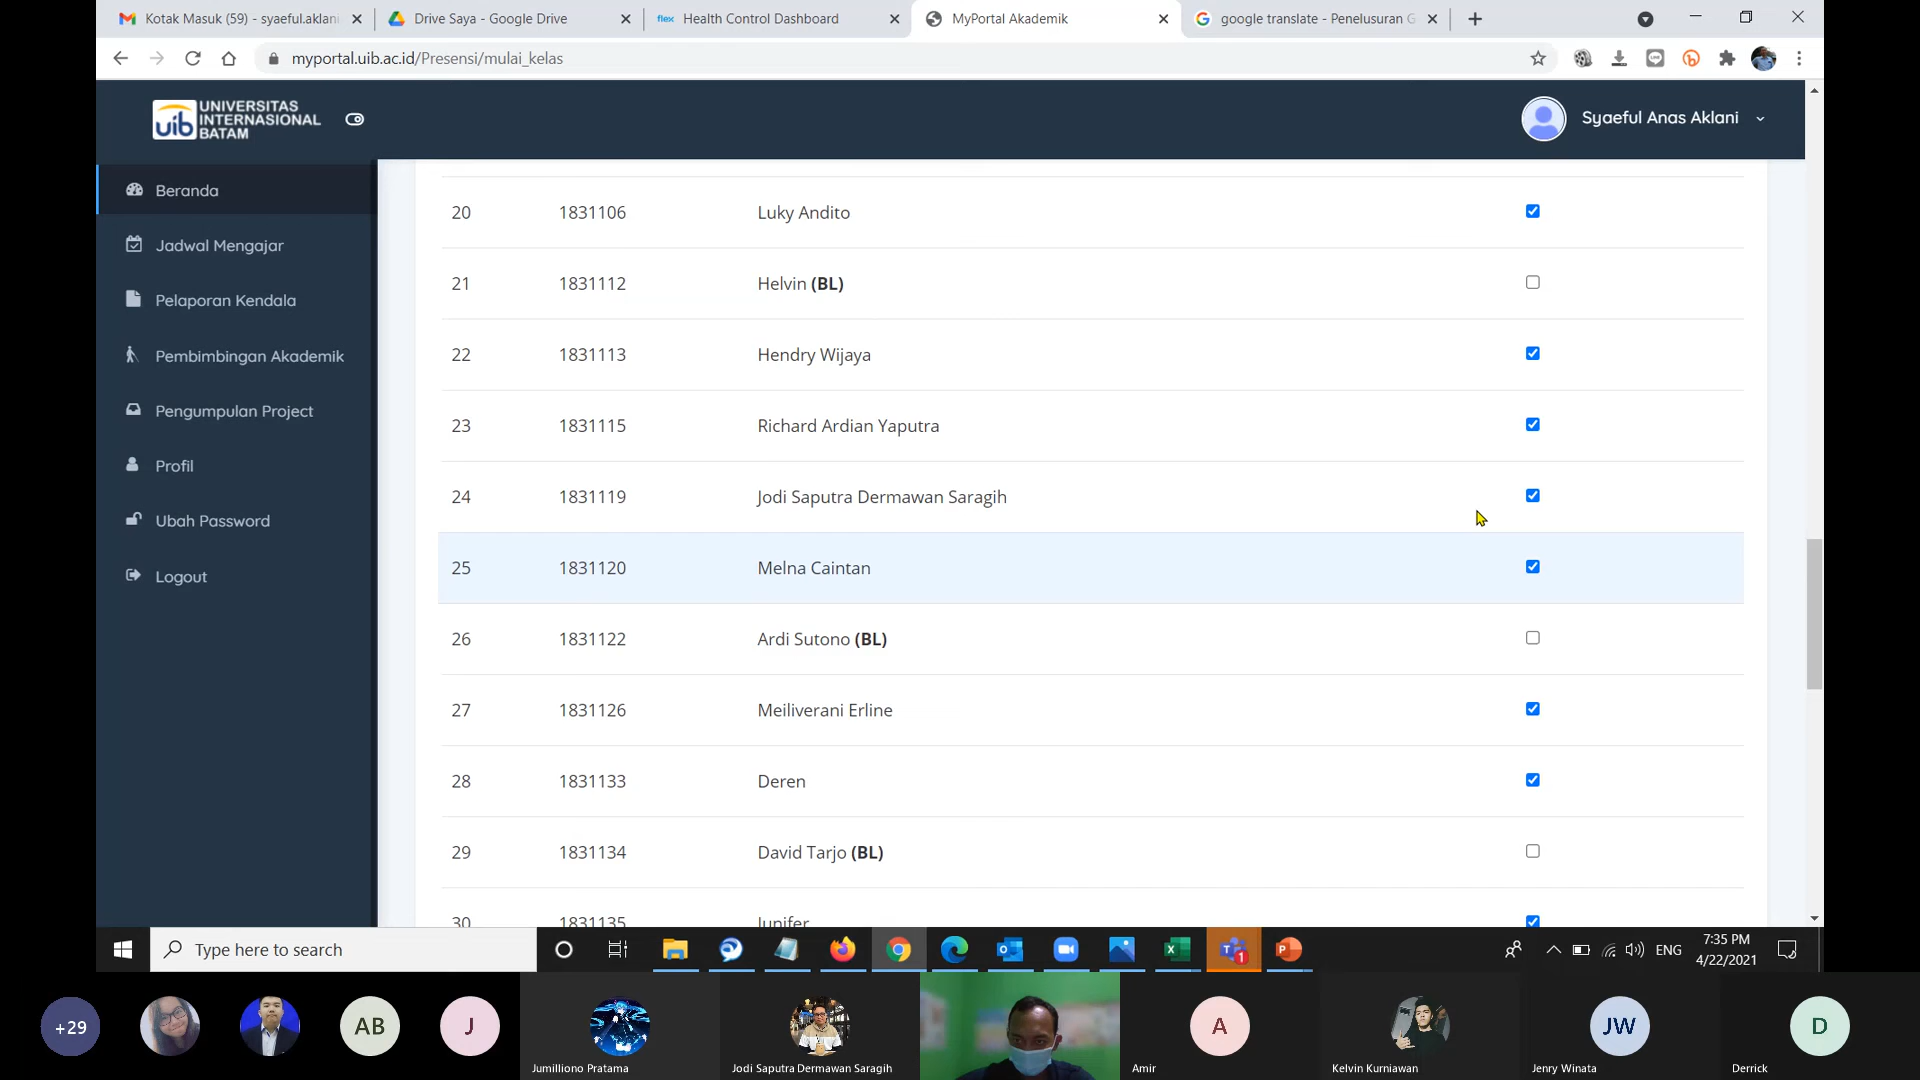 Kotak Masuk (59) - syaeful.aklani
Drive Saya - Google Drive
flex Health Control Dashboard
MyPortal Akademik
google translate - Penelusuran G
myportal.uib.ac.id/Presensi/mulai_kelas
uib
UNIVERSITAS
INTERNASIONAL
BATAM
Syaeful Anas Aklani
Beranda
Jadwal Mengajar
Pelaporan Kendala
Pembimbingan Akademik
Pengumpulan Project
Profil
Ubah Password
Logout
20 1831106 Luky Andito
21 1831112 Helvin (BL)
22 1831113 Hendry Wijaya
23 1831115 Richard Ardian Yaputra
24 1831119 Jodi Saputra Dermawan Saragih
25 1831120 Melna Caintan
26 1831122 Ardi Sutono (BL)
27 1831126 Meiliverani Erline
28 1831133 Deren
29 1831134 David Tarjo (BL)
30 1831135 Junifer
Type here to search
ENG
7:35 PM
4/22/2021
+29
AB
J
Jumilliono Pratama
Jodi Saputra Dermawan Saragih
A
Amir
Kelvin Kurniawan
JW
Jenry Winata
D
Derrick